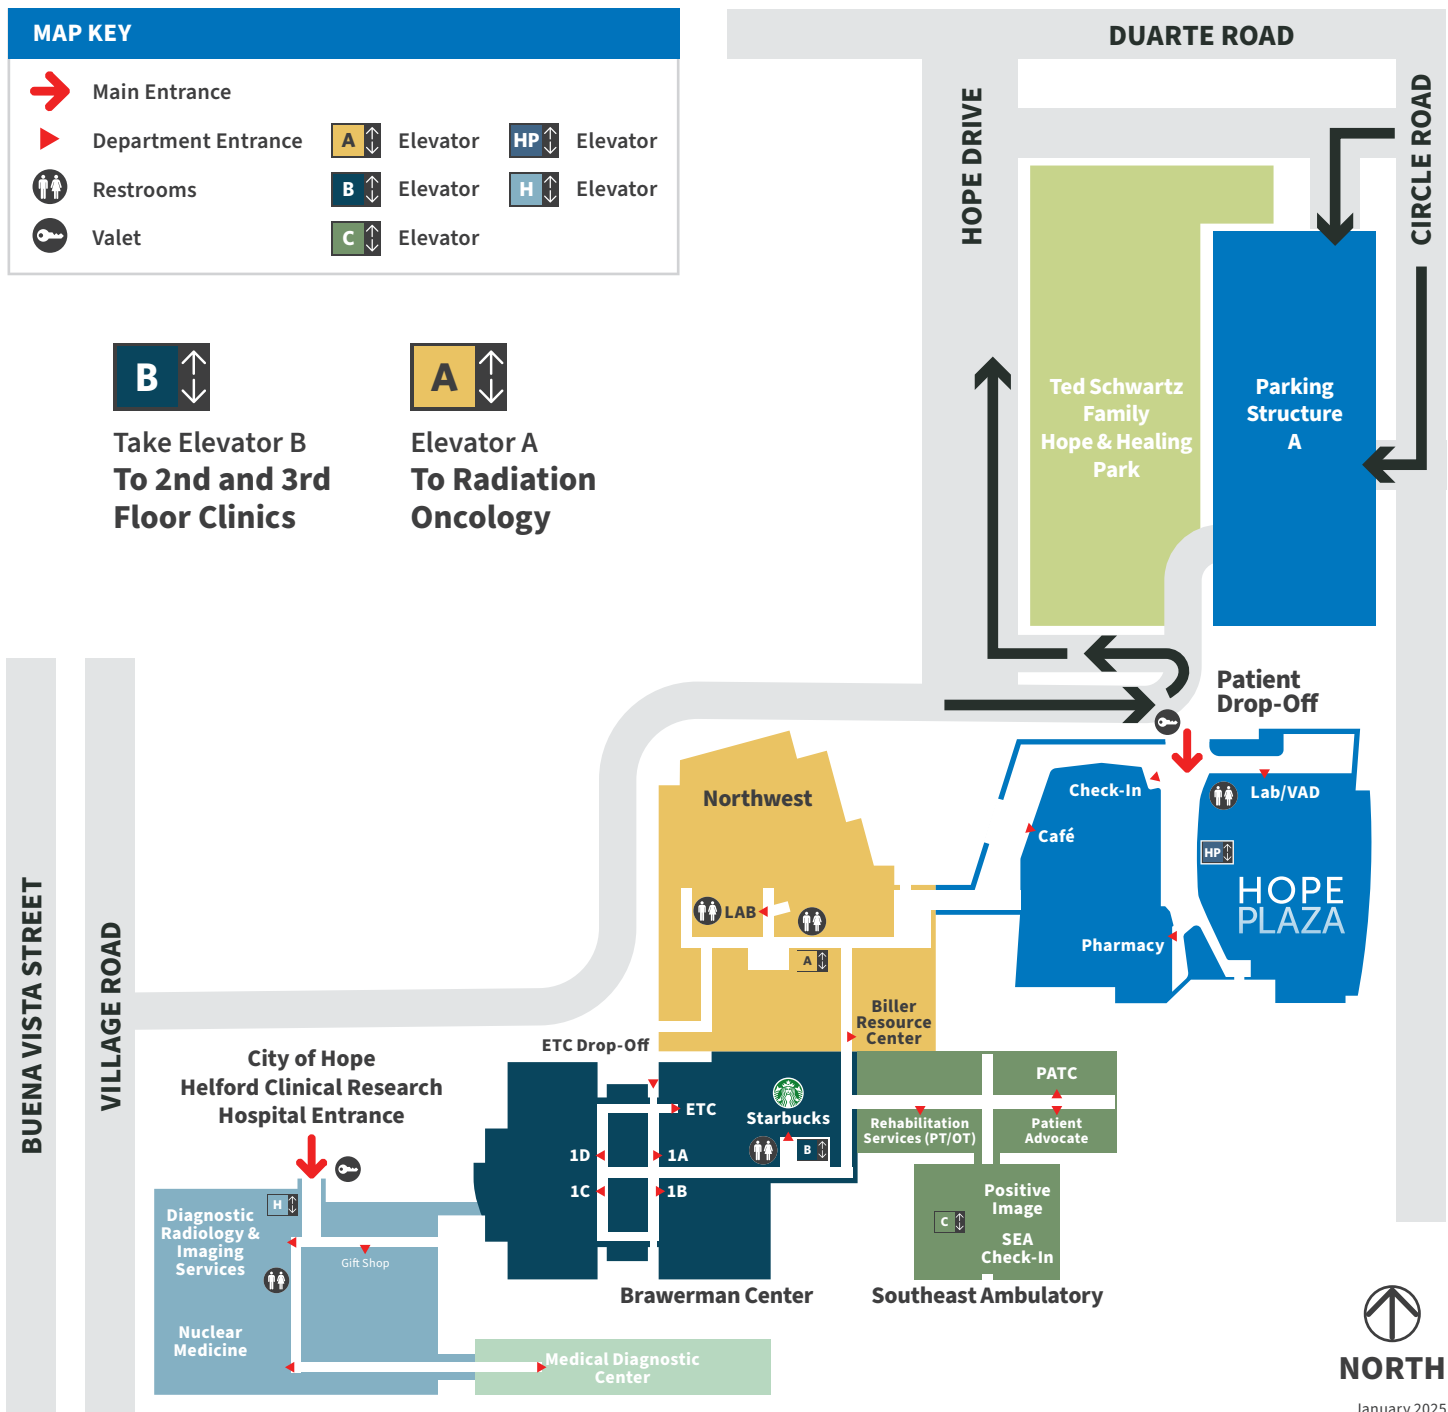 MAP KEY
Main Entrance
Department Entrance
Restrooms
Valet
A Elevator
B Elevator
C Elevator
HP Elevator
H Elevator
B
Take Elevator B
To 2nd and 3rd
Floor Clinics
A
Elevator A
To Radiation
Oncology
DUARTE ROAD
HOPE DRIVE
CIRCLE ROAD
Ted Schwartz
Family
Hope & Healing
Park
Parking
Structure
A
Patient
Drop-Off
Check-In
Café
Lab/VAD
HP
HOPE
PLAZA
Pharmacy
Northwest
LAB
A
Biller
Resource
Center
BUENA VISTA STREET
VILLAGE ROAD
City of Hope
Helford Clinical Research
Hospital Entrance
ETC Drop-Off
ETC
Starbucks
B
1D
1A
1C
1B
Brawerman Center
PATC
Rehabilitation
Services (PT/OT)
Patient
Advocate
Positive
Image
C
SEA
Check-In
Southeast Ambulatory
H
Diagnostic
Radiology &
Imaging
Services
Gift Shop
Nuclear
Medicine
Medical Diagnostic
Center
NORTH
January 2025